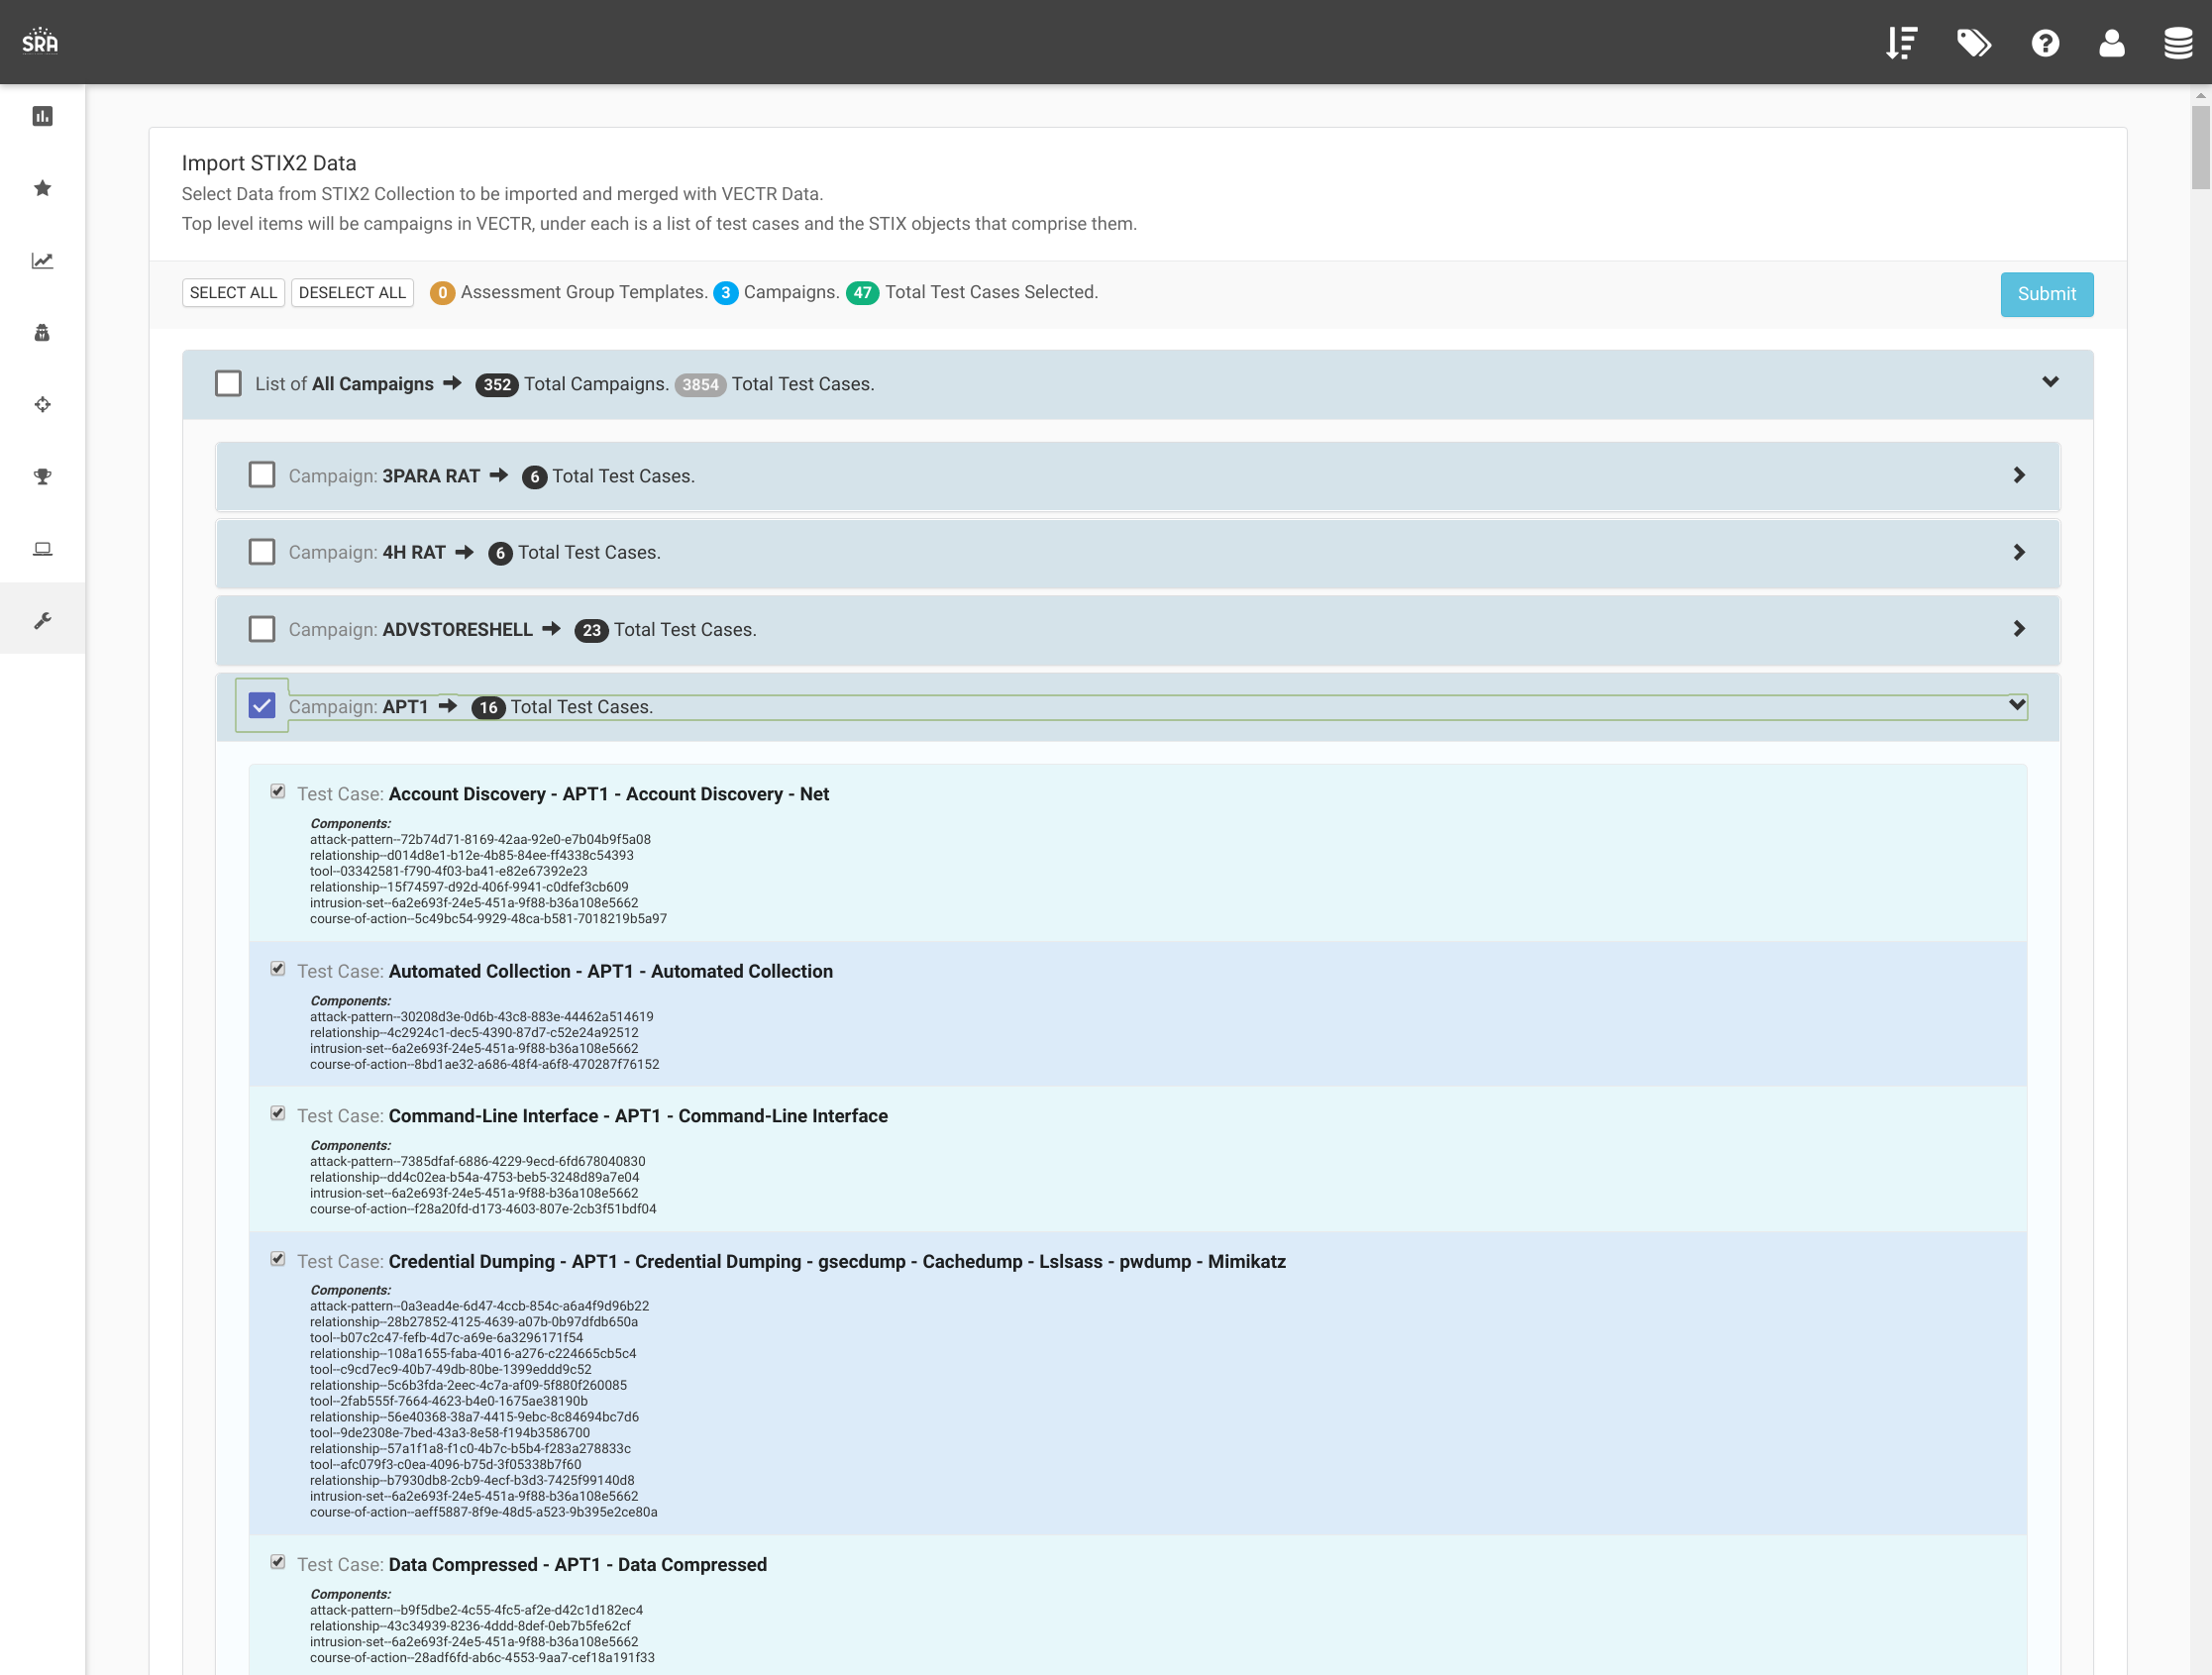 SRA
Import STIX2 Data
Select Data from STIX2 Collection to be imported and merged with VECTR Data.
Top level items will be campaigns in VECTR, under each is a list of test cases and the STIX objects that comprise them.
SELECT ALL DESELECT ALL 0 Assessment Group Templates. 3 Campaigns. 47 Total Test Cases Selected. Submit
List of All Campaigns 352 Total Campaigns. 3854 Total Test Cases.
Campaign: 3PARA RAT 6 Total Test Cases.
Campaign: 4H RAT 6 Total Test Cases.
Campaign: ADVSTORESHELL 23 Total Test Cases.
Campaign: APT1 16 Total Test Cases.
Test Case: Account Discovery - APT1 - Account Discovery - Net
Components:
attack-pattern--72b74d71-8169-42aa-92e0-e7b04b9f5a08
relationship--d014d8e1-b12e-4b85-84ee-ff4338c54393
tool--03342581-f790-4f03-ba41-e82e67392e23
relationship--15f74597-d92d-406f-9941-c0dfef3cb609
intrusion-set--6a2e693f-24e5-451a-9f88-b36a108e5662
course-of-action--5c49bc54-9929-48ca-b581-7018219b5a97
Test Case: Automated Collection - APT1 - Automated Collection
Components:
attack-pattern--30208d3e-0d6b-43c8-883e-44462a514619
relationship--4c2924c1-dec5-4390-87d7-c52e24a92512
intrusion-set--6a2e693f-24e5-451a-9f88-b36a108e5662
course-of-action--8bd1ae32-a686-48f4-a6f8-470287f76152
Test Case: Command-Line Interface - APT1 - Command-Line Interface
Components:
attack-pattern--7385dfaf-6886-4229-9ecd-6fd678040830
relationship--dd4c02ea-b54a-4753-beb5-3248d89a7e04
intrusion-set--6a2e693f-24e5-451a-9f88-b36a108e5662
course-of-action--f28a20fd-d173-4603-807e-2cb3f51bdf04
Test Case: Credential Dumping - APT1 - Credential Dumping - gsecdump - Cachedump - Lslsass - pwdump - Mimikatz
Components:
attack-pattern--0a3ead4e-6d47-4ccb-854c-a6a4f9d96b22
relationship--28b27852-4125-4639-a07b-0b97dfdb650a
tool--b07c2c47-fefb-4d7c-a69e-6a3296171f54
relationship--108a1655-faba-4016-a276-c224665cb5c4
tool--c9cd7ec9-40b7-49db-80be-1399eddd9c52
relationship--5c6b3fda-2eec-4c7a-af09-5f880f260085
tool--2fab555f-7664-4623-b4e0-1675ae38190b
relationship--56e40368-38a7-4415-9ebc-8c84694bc7d6
tool--9de2308e-7bed-43a3-8e58-f194b3586700
relationship--57a1f1a8-f1c0-4b7c-b5b4-f283a278833c
tool--afc079f3-c0ea-4096-b75d-3f05338b7f60
relationship--b7930db8-2cb9-4ecf-b3d3-7425f99140d8
intrusion-set--6a2e693f-24e5-451a-9f88-b36a108e5662
course-of-action--aeff5887-8f9e-48d5-a523-9b395e2ce80a
Test Case: Data Compressed - APT1 - Data Compressed
Components:
attack-pattern--b9f5dbe2-4c55-4fc5-af2e-d42c1d182ec4
relationship--43c34939-8236-4ddd-8def-0eb7b5fe62cf
intrusion-set--6a2e693f-24e5-451a-9f88-b36a108e5662
course-of-action--28adf6fd-ab6c-4553-9aa7-cef18a191f33